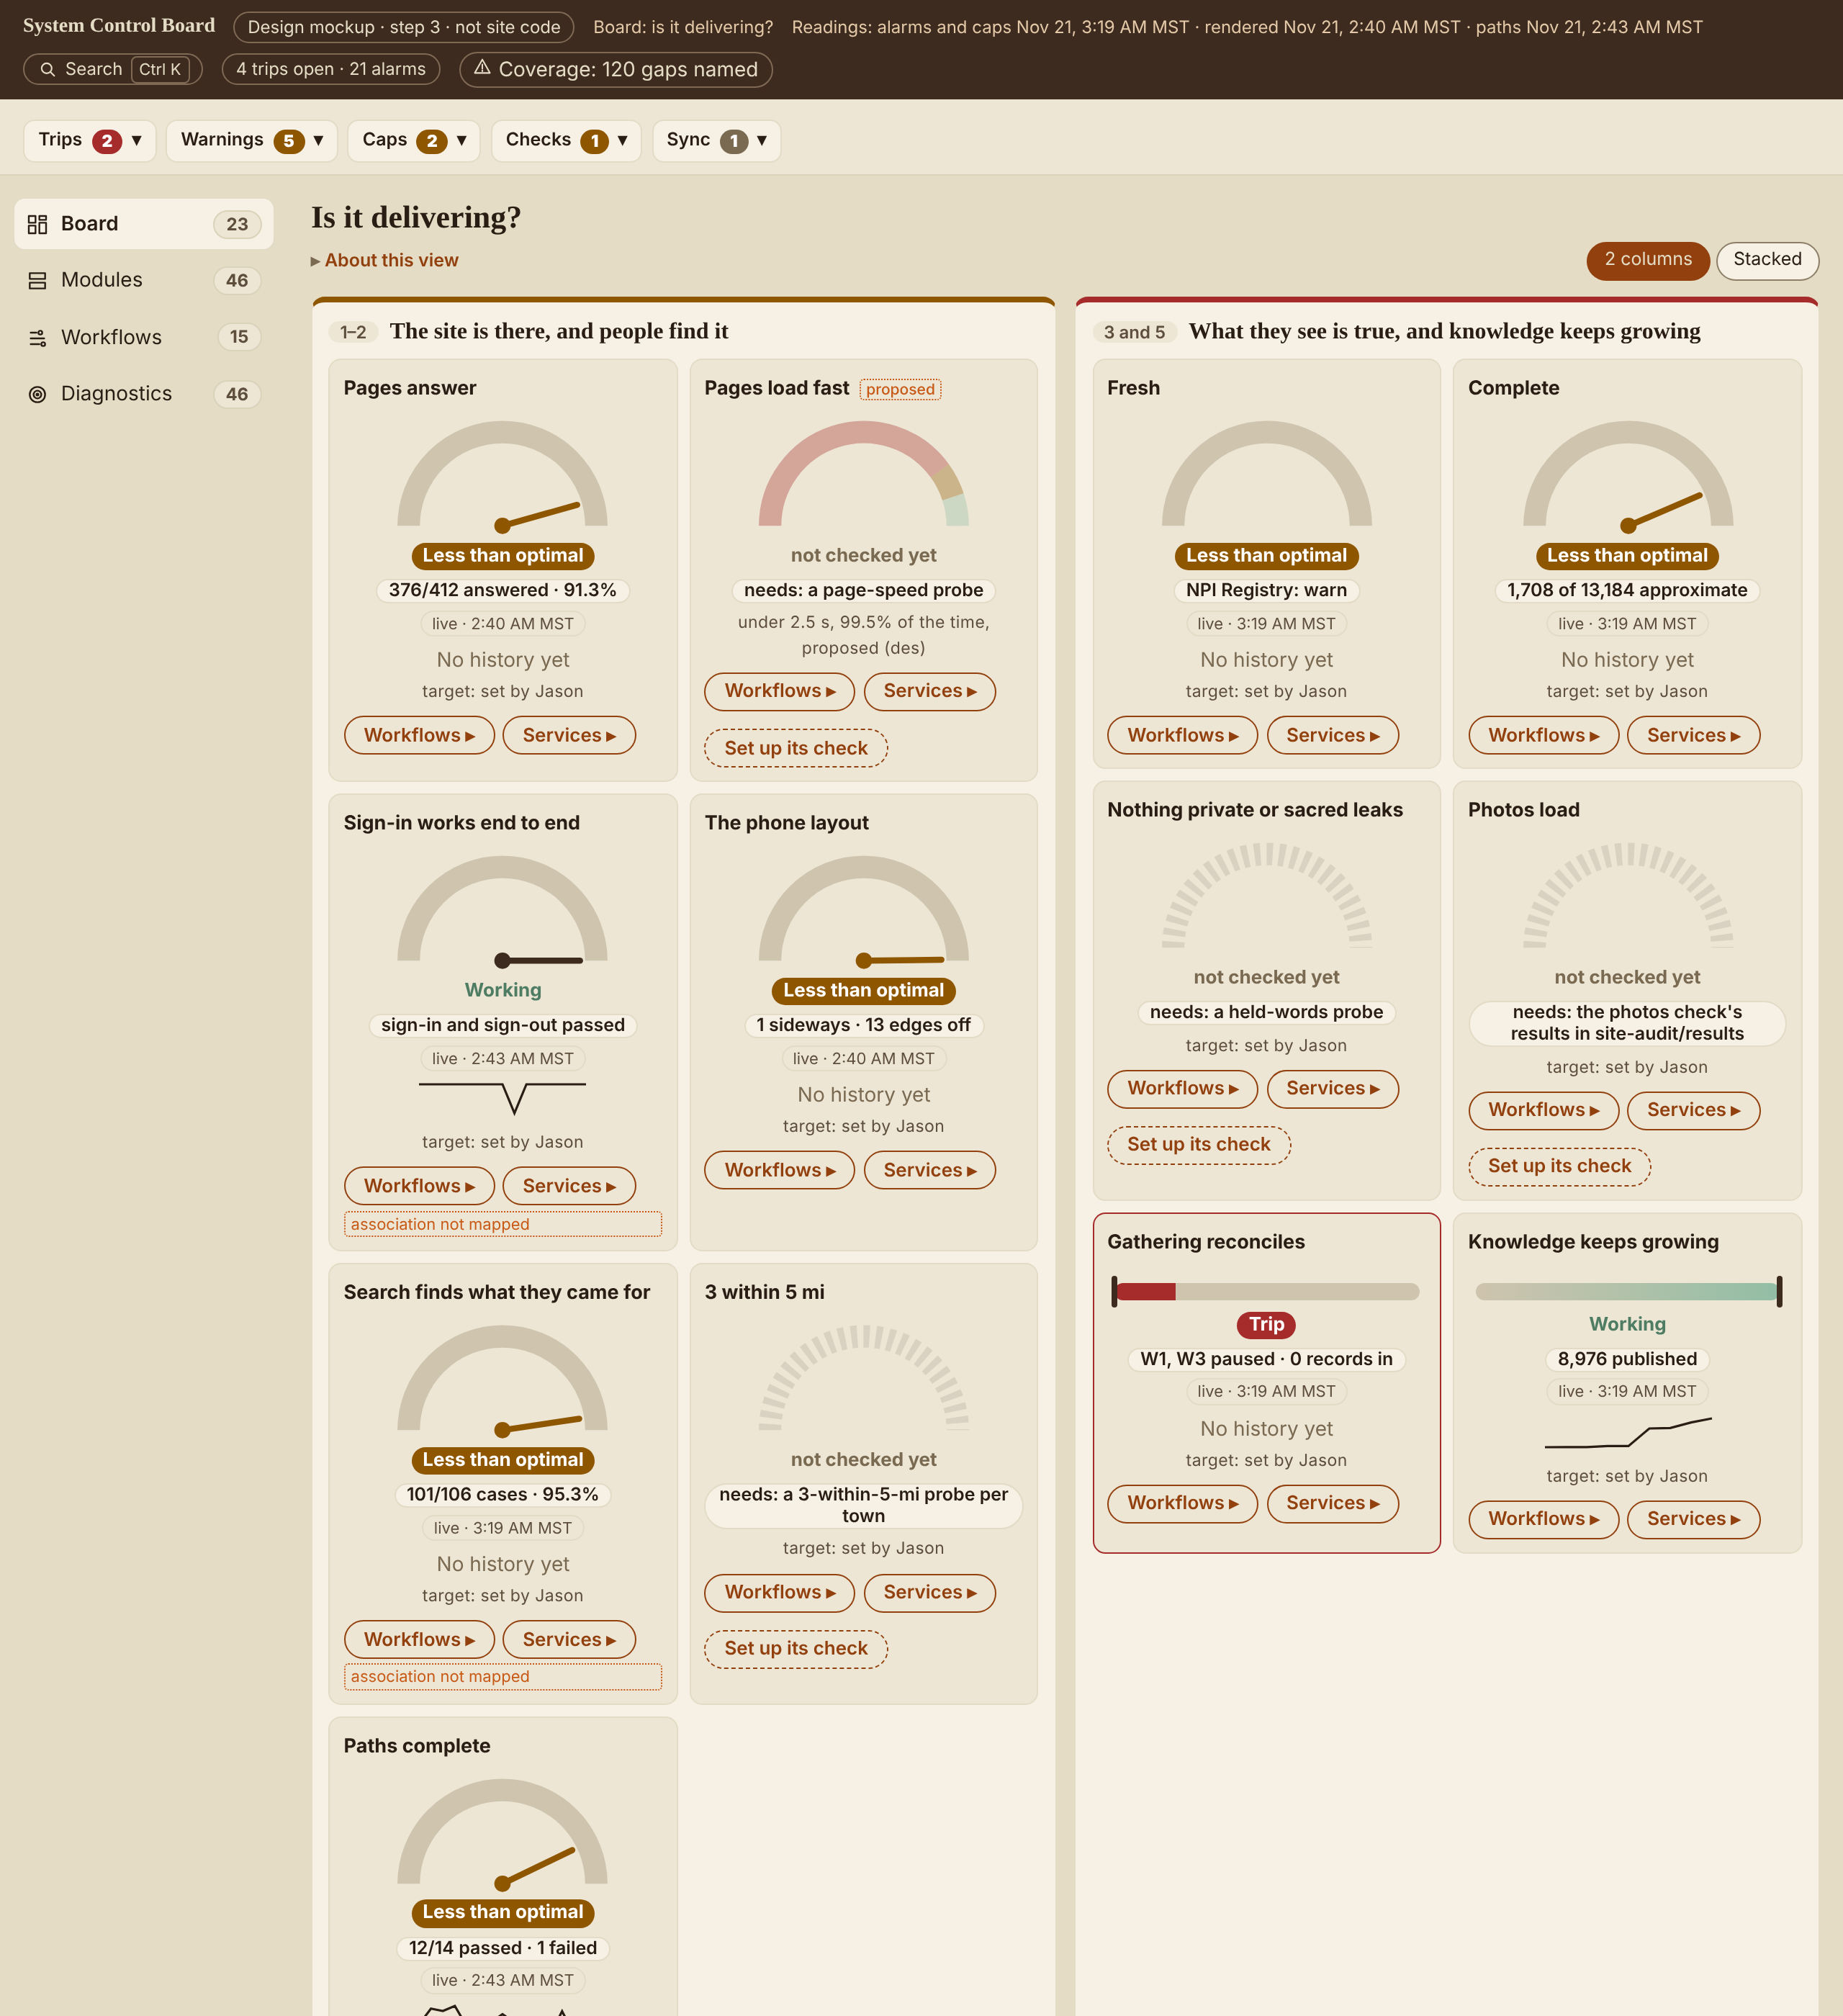 System Control Board
Design mockup · step 3 · not site code
Board: is it delivering?
Readings: alarms and caps Nov 21, 3:19 AM MST · rendered Nov 21, 2:40 AM MST · paths Nov 21, 2:43 AM MST
Search Ctrl K
4 trips open · 21 alarms
Coverage: 120 gaps named
Trips 2 ▾
Warnings 5 ▾
Caps 2 ▾
Checks 1 ▾
Sync 1 ▾
Board 23
Modules 46
Workflows 15
Diagnostics 46
Is it delivering?
▸ About this view
2 columns
Stacked
1–2 The site is there, and people find it
Pages answer
Less than optimal
376/412 answered · 91.3%
live · 2:40 AM MST
No history yet
target: set by Jason
Workflows ▸ Services ▸
Pages load fast proposed
not checked yet
needs: a page-speed probe
under 2.5 s, 99.5% of the time,
proposed (des)
Workflows ▸ Services ▸
Set up its check
Sign-in works end to end
Working
sign-in and sign-out passed
live · 2:43 AM MST
target: set by Jason
Workflows ▸ Services ▸
association not mapped
The phone layout
Less than optimal
1 sideways · 13 edges off
live · 2:40 AM MST
No history yet
target: set by Jason
Workflows ▸ Services ▸
Search finds what they came for
Less than optimal
101/106 cases · 95.3%
live · 3:19 AM MST
No history yet
target: set by Jason
Workflows ▸ Services ▸
association not mapped
3 within 5 mi
not checked yet
needs: a 3-within-5-mi probe per
town
target: set by Jason
Workflows ▸ Services ▸
Set up its check
Paths complete
Less than optimal
12/14 passed · 1 failed
live · 2:43 AM MST
3 and 5 What they see is true, and knowledge keeps growing
Fresh
Less than optimal
NPI Registry: warn
live · 3:19 AM MST
No history yet
target: set by Jason
Workflows ▸ Services ▸
Complete
Less than optimal
1,708 of 13,184 approximate
live · 3:19 AM MST
No history yet
target: set by Jason
Workflows ▸ Services ▸
Nothing private or sacred leaks
not checked yet
needs: a held-words probe
target: set by Jason
Workflows ▸ Services ▸
Set up its check
Photos load
not checked yet
needs: the photos check's
results in site-audit/results
target: set by Jason
Workflows ▸ Services ▸
Set up its check
Gathering reconciles
Trip
W1, W3 paused · 0 records in
live · 3:19 AM MST
No history yet
target: set by Jason
Workflows ▸ Services ▸
Knowledge keeps growing
Working
8,976 published
live · 3:19 AM MST
target: set by Jason
Workflows ▸ Services ▸